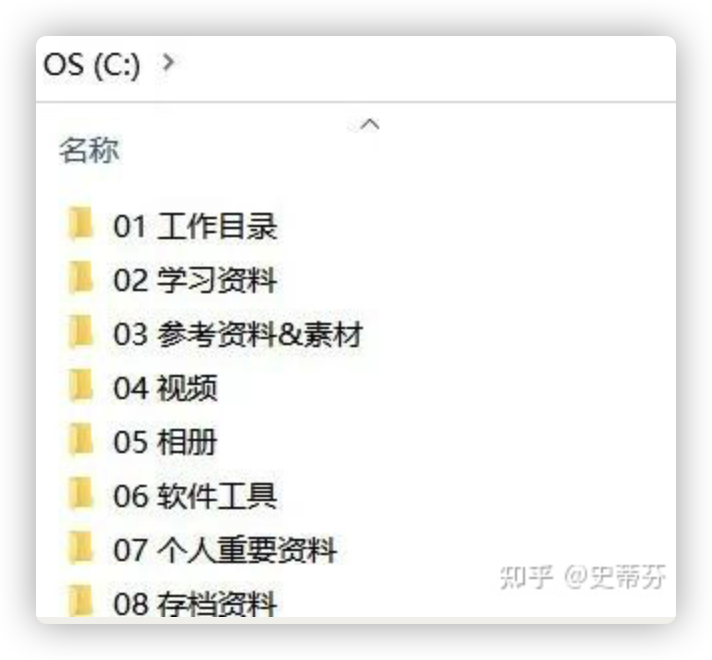 OS (C:)
名称
01 工作目录
02 学习资料
03 参考资料&素材
04 视频
05 相册
06 软件工具
07 个人重要资料
08 存档资料
知乎 @史蒂芬